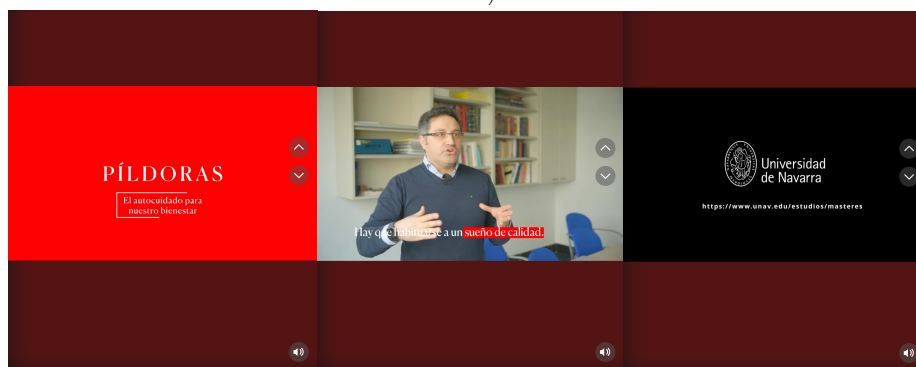 PÍLDORAS
El autocuidado para
nuestro bienestar
Hay que habituarse a un sueño de calidad.
Universidad
de Navarra
https://www.unav.edu/estudios/masteres